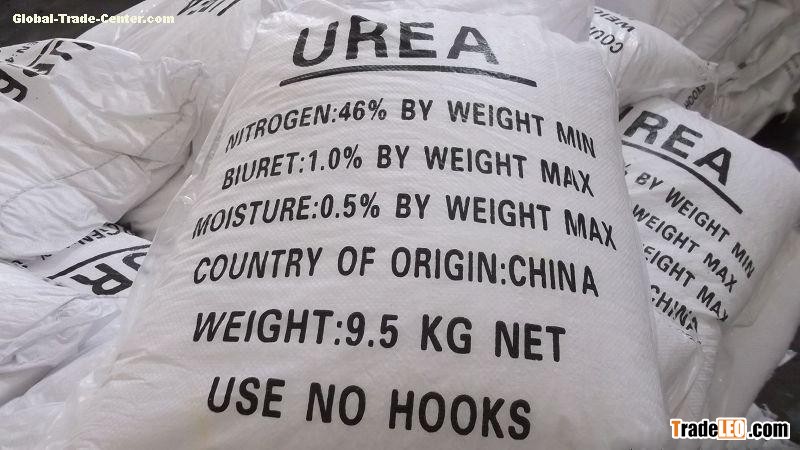 Global-Trade-Center.com
UREA
NITROGEN:46% BY WEIGHT MIN
BIURET:1.0% BY WEIGHT MAX
MOISTURE:0.5% BY WEIGHT MAX
COUNTRY OF ORIGIN:CHINA
WEIGHT:9.5 KG NET
USE NO HOOKS
UREA
BY WEIGHT MIN
WEIGHT MAX
WEIGHT MAX
CHINA
TradeLEO.com